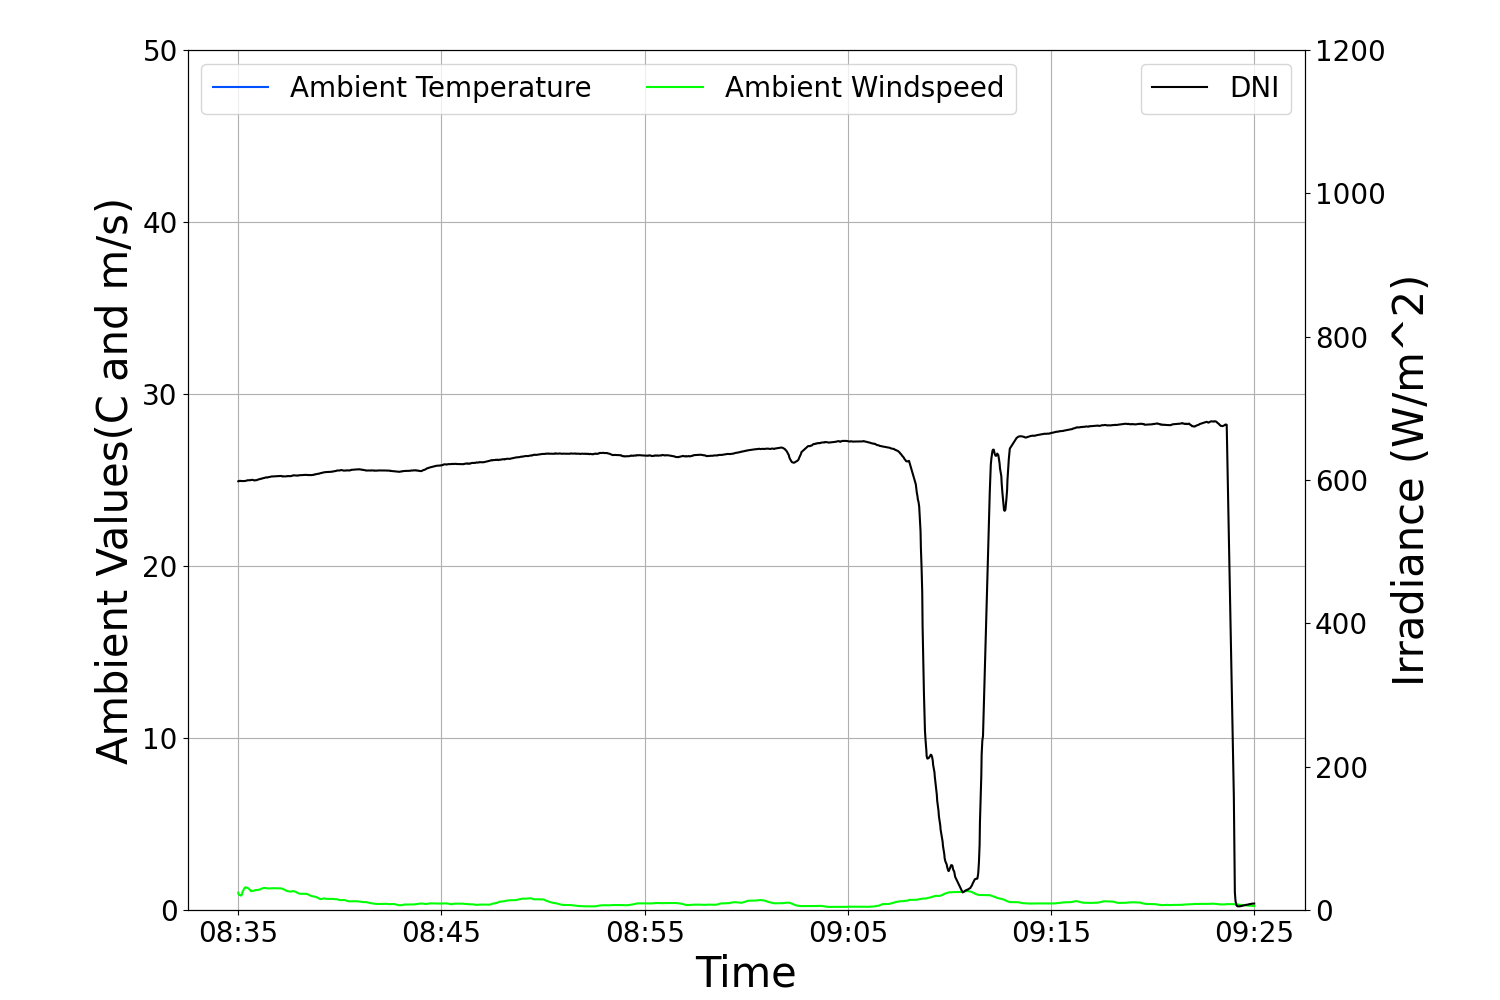 Ambient Temperature Ambient Windspeed DNI
50
40
30
20
10
0
Ambient Values(C and m/s)
1200
1000
800
600
400
200
0
Irradiance (W/m^2)
08:35 08:45 08:55 09:05 09:15 09:25
Time